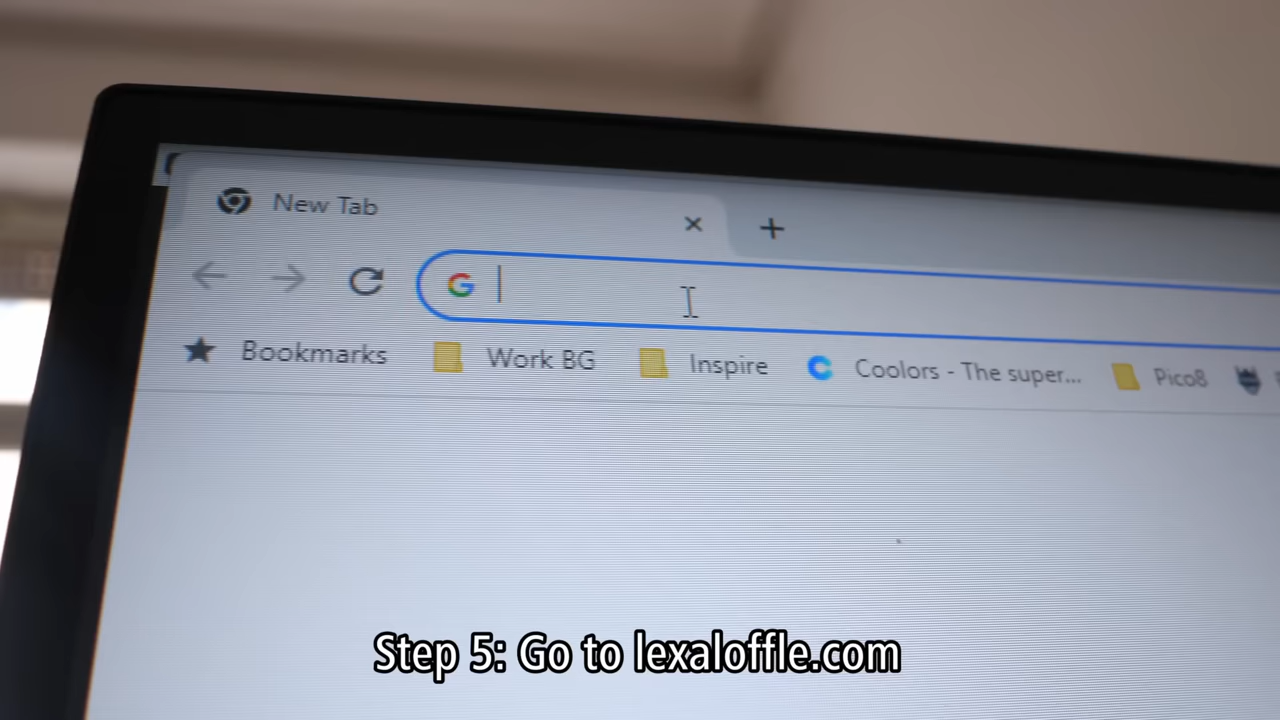 New Tab
Bookmarks Work BG Inspire Coolors - The super... Pico8
Step 5: Go to lexaloffle.com